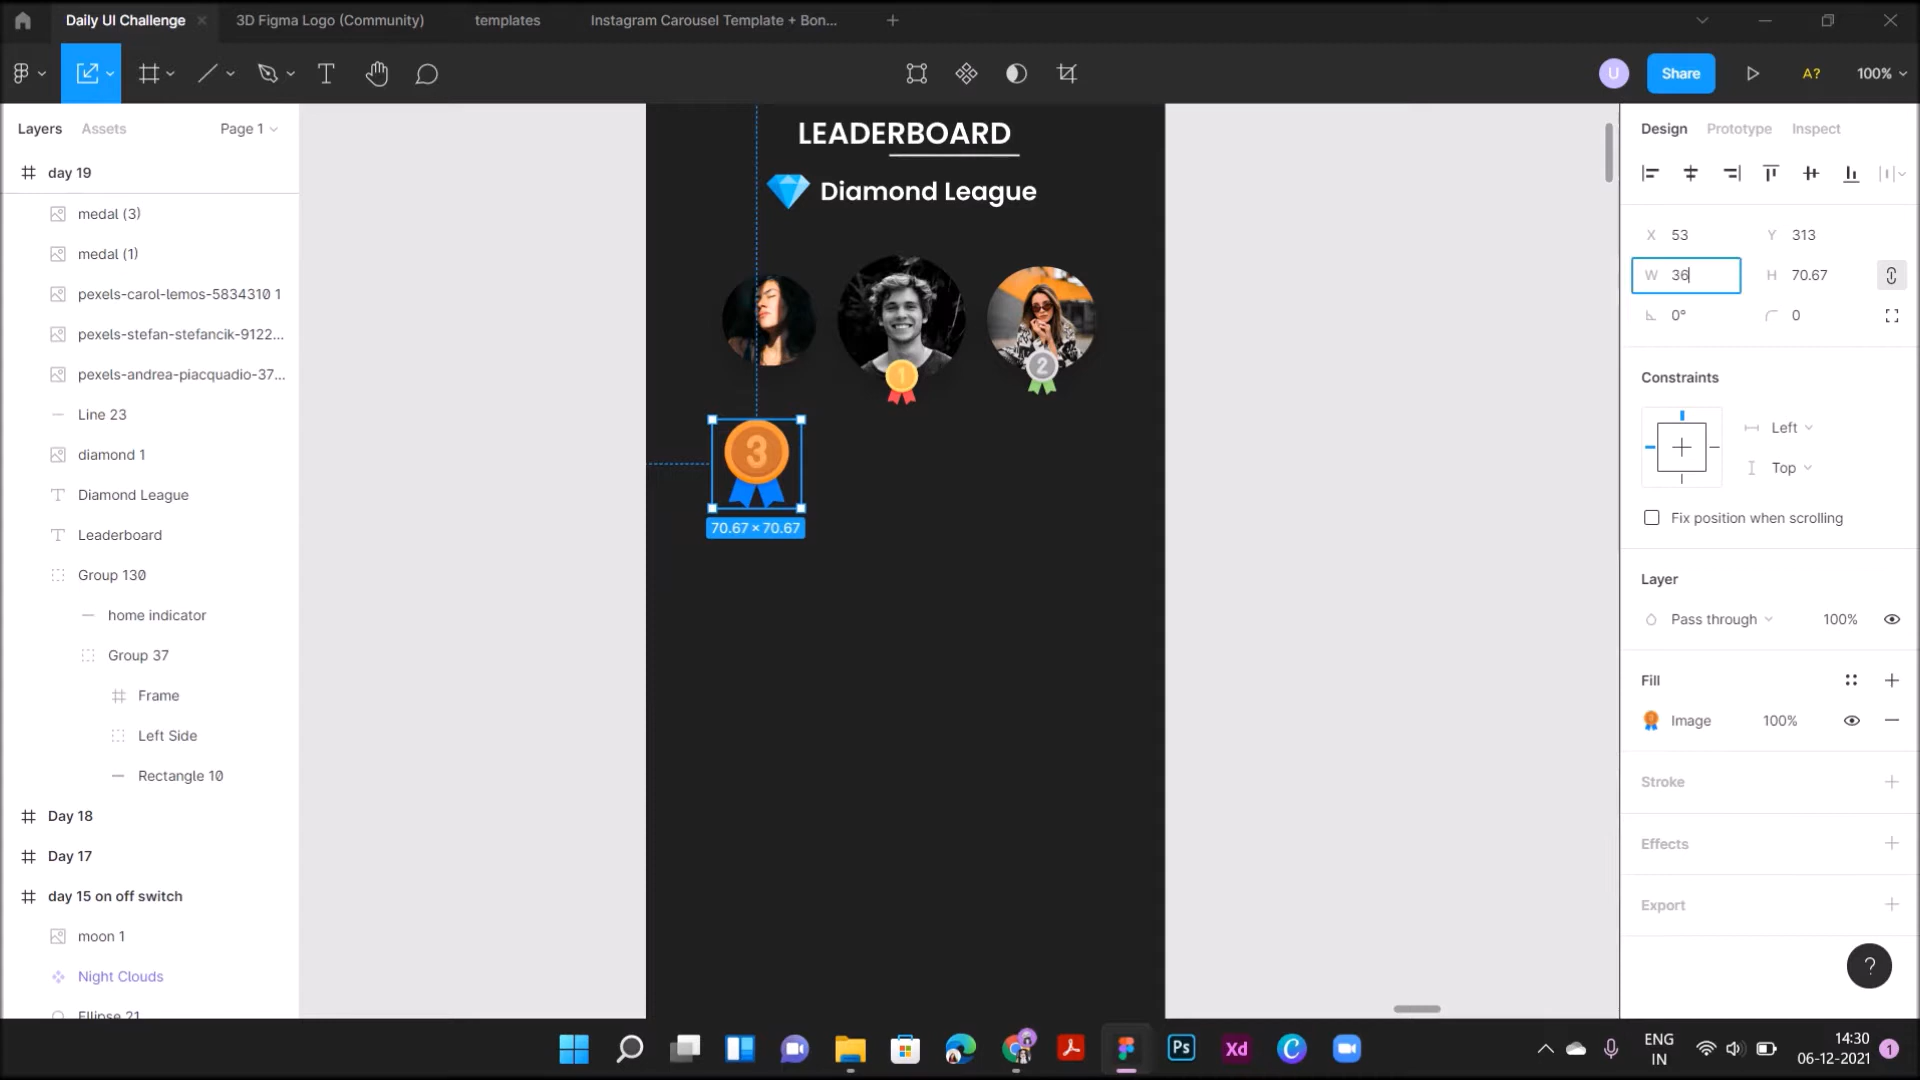 Daily UI Challenge
3D Figma Logo (Community)
templates
Instagram Carousel Template + Bon...
U
Share
A?
100%
Layers
Assets
Page 1
Design
Prototype
Inspect
day 19
medal (3)
medal (1)
pexels-carol-lemos-5834310 1
pexels-stefan-stefancik-9122...
pexels-andrea-piacquadio-37...
Line 23
diamond 1
Diamond League
Leaderboard
Group 130
home indicator
Group 37
Frame
Left Side
Rectangle 10
Day 18
Day 17
day 15 on off switch
moon 1
Night Clouds
Ellipse 21
LEADERBOARD
Diamond League
1
2
3
70.67 × 70.67
X 53
Y 313
W 36
H 70.67
0°
0
Constraints
Left
Top
Fix position when scrolling
Layer
Pass through
100%
Fill
Image
100%
Stroke
Effects
Export
?
Ps
Xd
C
ENG
IN
14:30
06-12-2021
1